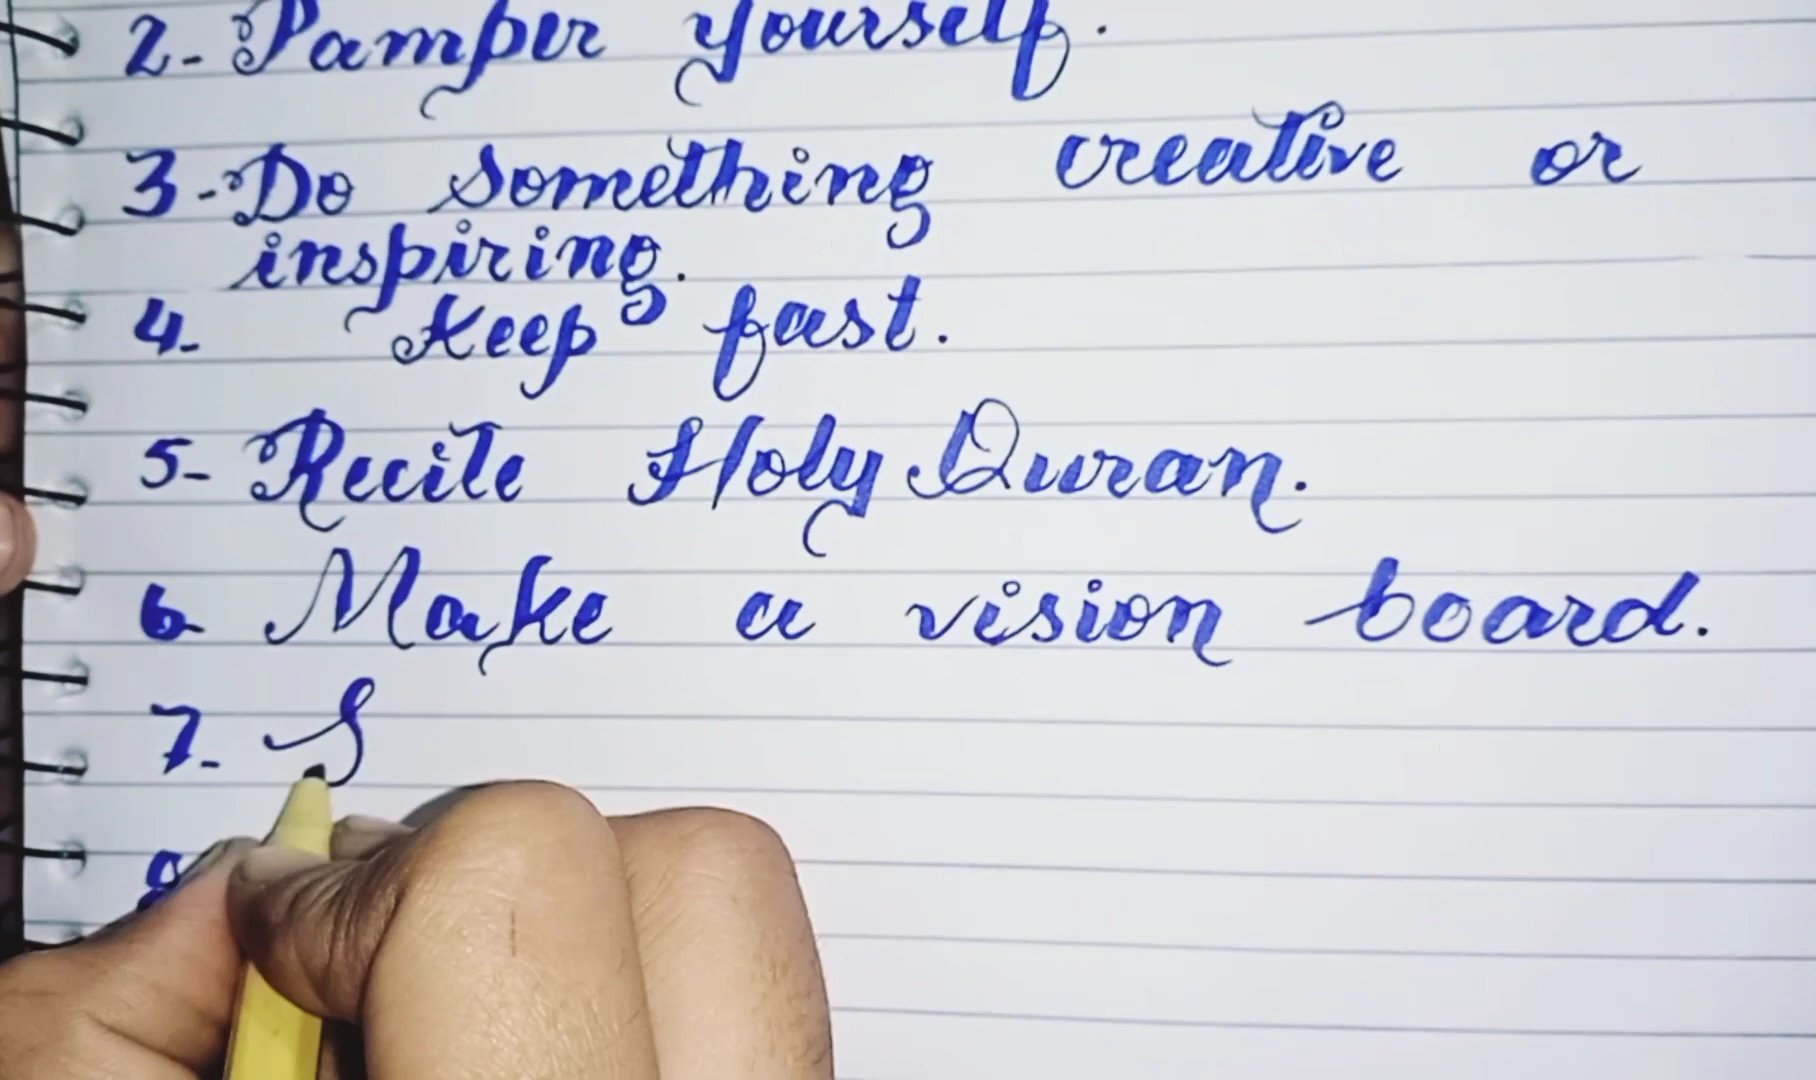 2- Pamper yourself.
3- Do something creative or
inspiring.
4- Keep fast.
5- Recite Holy Quran.
6- Make a vision board.
7- S
8